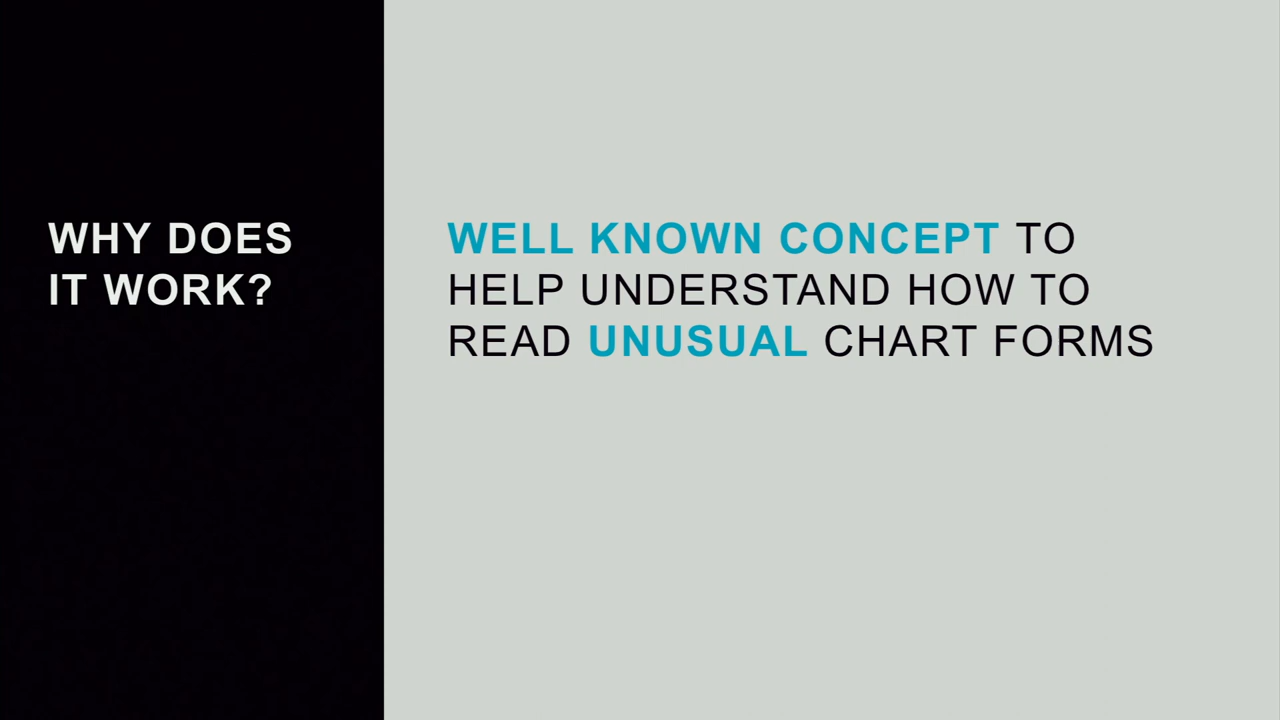 WHY DOES
IT WORK?
WELL KNOWN CONCEPT TO
HELP UNDERSTAND HOW TO
READ UNUSUAL CHART FORMS